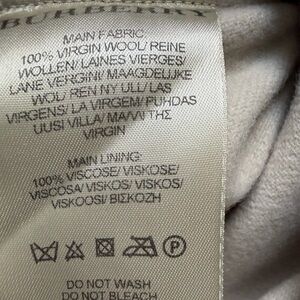 BURBERRY
MAIN FABRIC
100% VIRGIN WOOL/ REINE
WOLLEN/ LAINES VIERGES/
LANE VERGINI/ MAAGDELIJKE
WOL/ REN NY ULL/ LAS
VIRGENS/ LA VIRGEM/ PUHDAS
UUSI VILLA/ ΜΑΛΛΙ ΤΗΣ
VIRGIN
MAIN LINING:
100% VISCOSE/ VISKOSE/
VISCOSA/ VISKOS/ VISKOS/
VISKOOSI/ ΒΙΣΚΟΖΗ
P
DO NOT WASH
DO NOT BLEACH